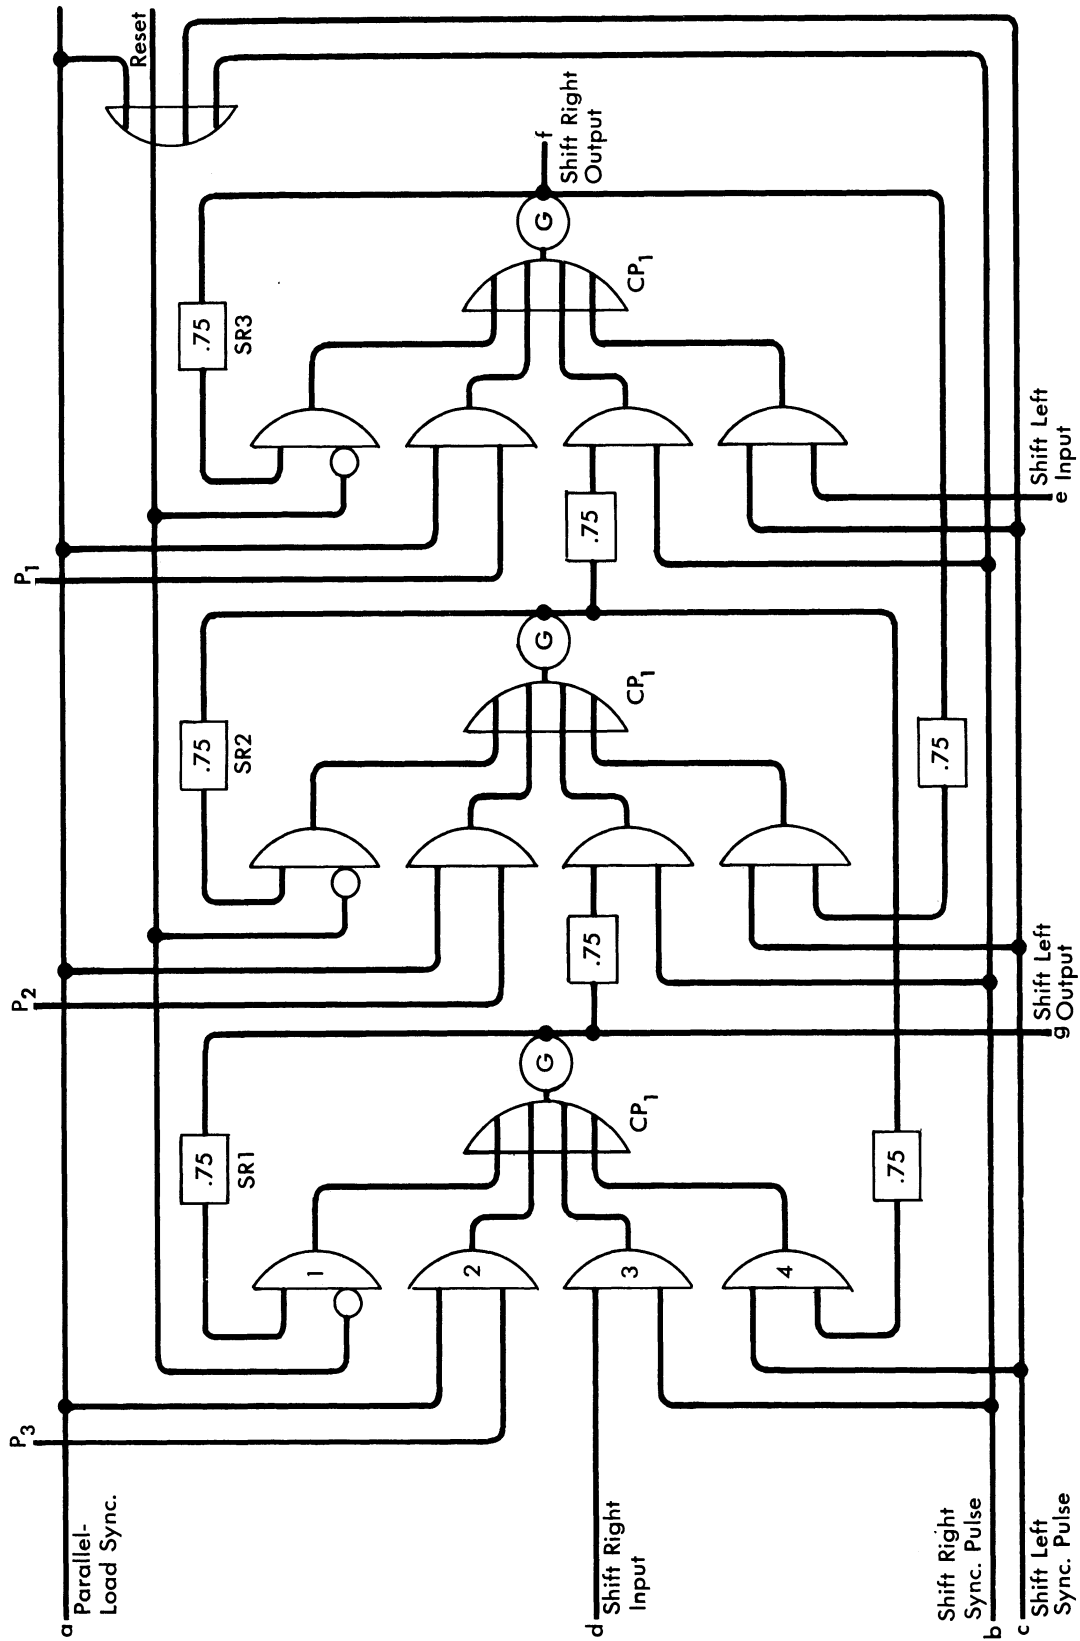 a
Parallel-
Load Sync.
P3
P2
P1
Reset
.75
SR1
.75
SR2
.75
SR3
1
2
3
4
CP1
G
CP1
G
CP1
G
f
Shift Right
Output
.75
.75
.75
.75
d
Shift Right
Input
g
Shift Left
Output
e
Shift Left
Input
b
Shift Right
Sync. Pulse
c
Shift Left
Sync. Pulse